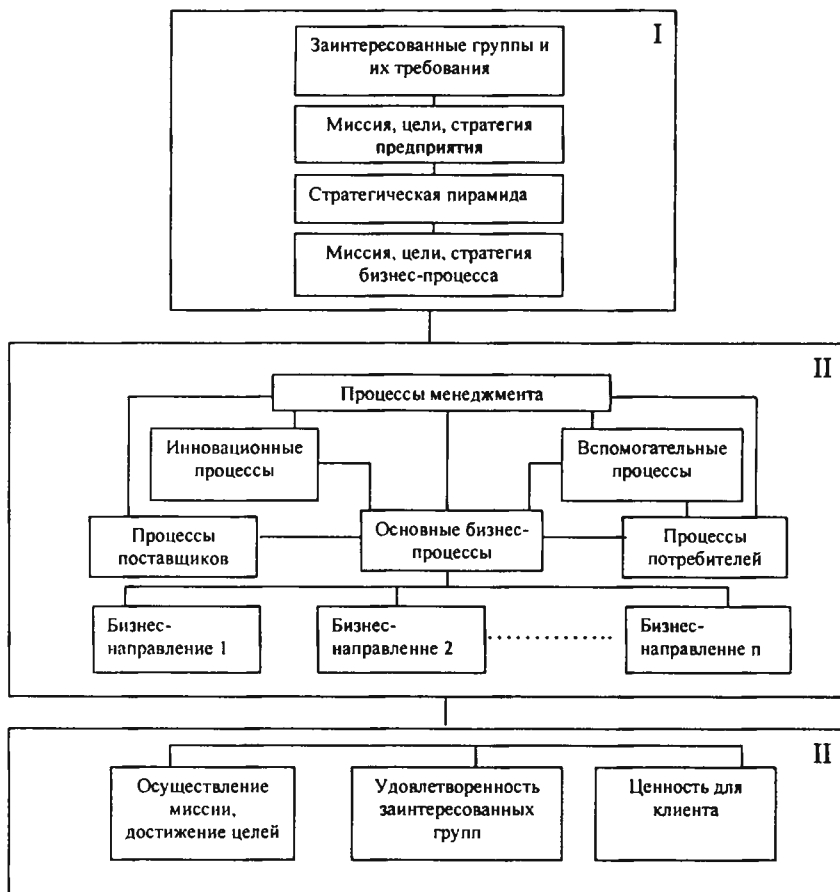 I
Заинтересованные группы и
их требования
Миссия, цели, стратегия
предприятия
Стратегическая пирамида
Миссия, цели, стратегия
бизнес-процесса
II
Процессы менеджмента
Инновационные
процессы
Вспомогательные
процессы
Процессы
поставщиков
Основные бизнес-
процессы
Процессы
потребителей
Бизнес-
направление 1
Бизнес-
направление 2
Бизнес-
направление n
II
Осуществление
миссии,
достижение целей
Удовлетворенность
заинтересованных
групп
Ценность для
клиента